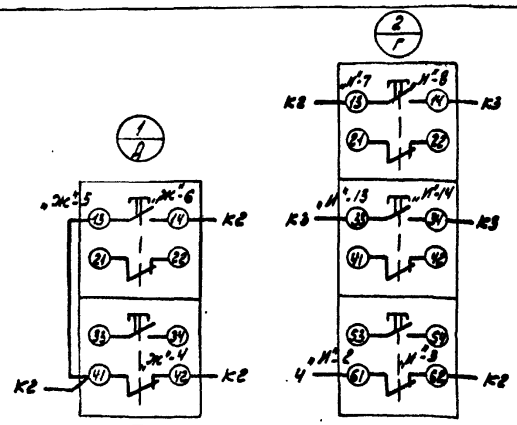 2
Г
„И“-7 „И“-8
К2 13 14 К3
21 22
1
А
„Ж“-5 „Ж“-6
13 14 К2
21 22
„И“-13 „И“-14
К3 33 34 К3
41 42
33 34
„Ж“-4
К2 41 42 К2
53 54
„И“-2 „И“-3
4 61 62 К2